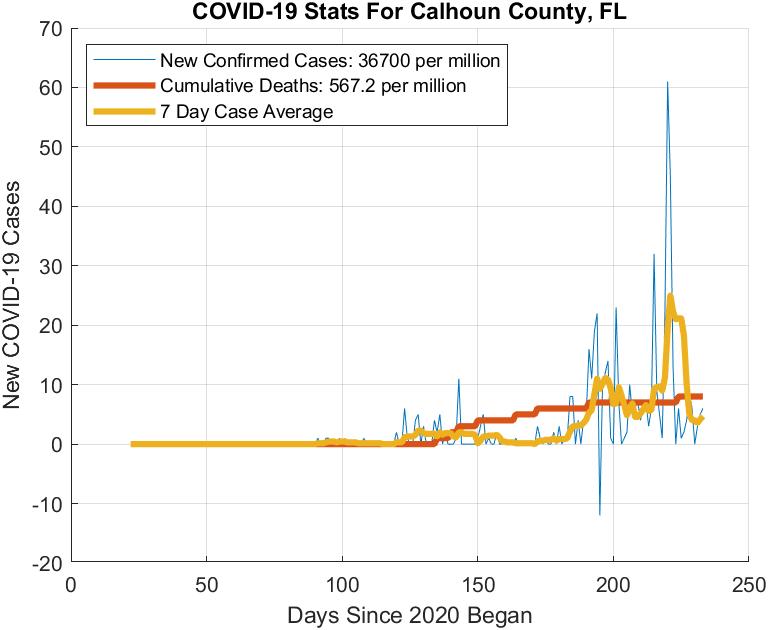 COVID-19 Stats For Calhoun County, FL
70
New Confirmed Cases: 36700 per million
Cumulative Deaths: 567.2 per million
7 Day Case Average
60
50
40
30
20
10
0
-10
-20
New COVID-19 Cases
0 50 100 150 200 250
Days Since 2020 Began